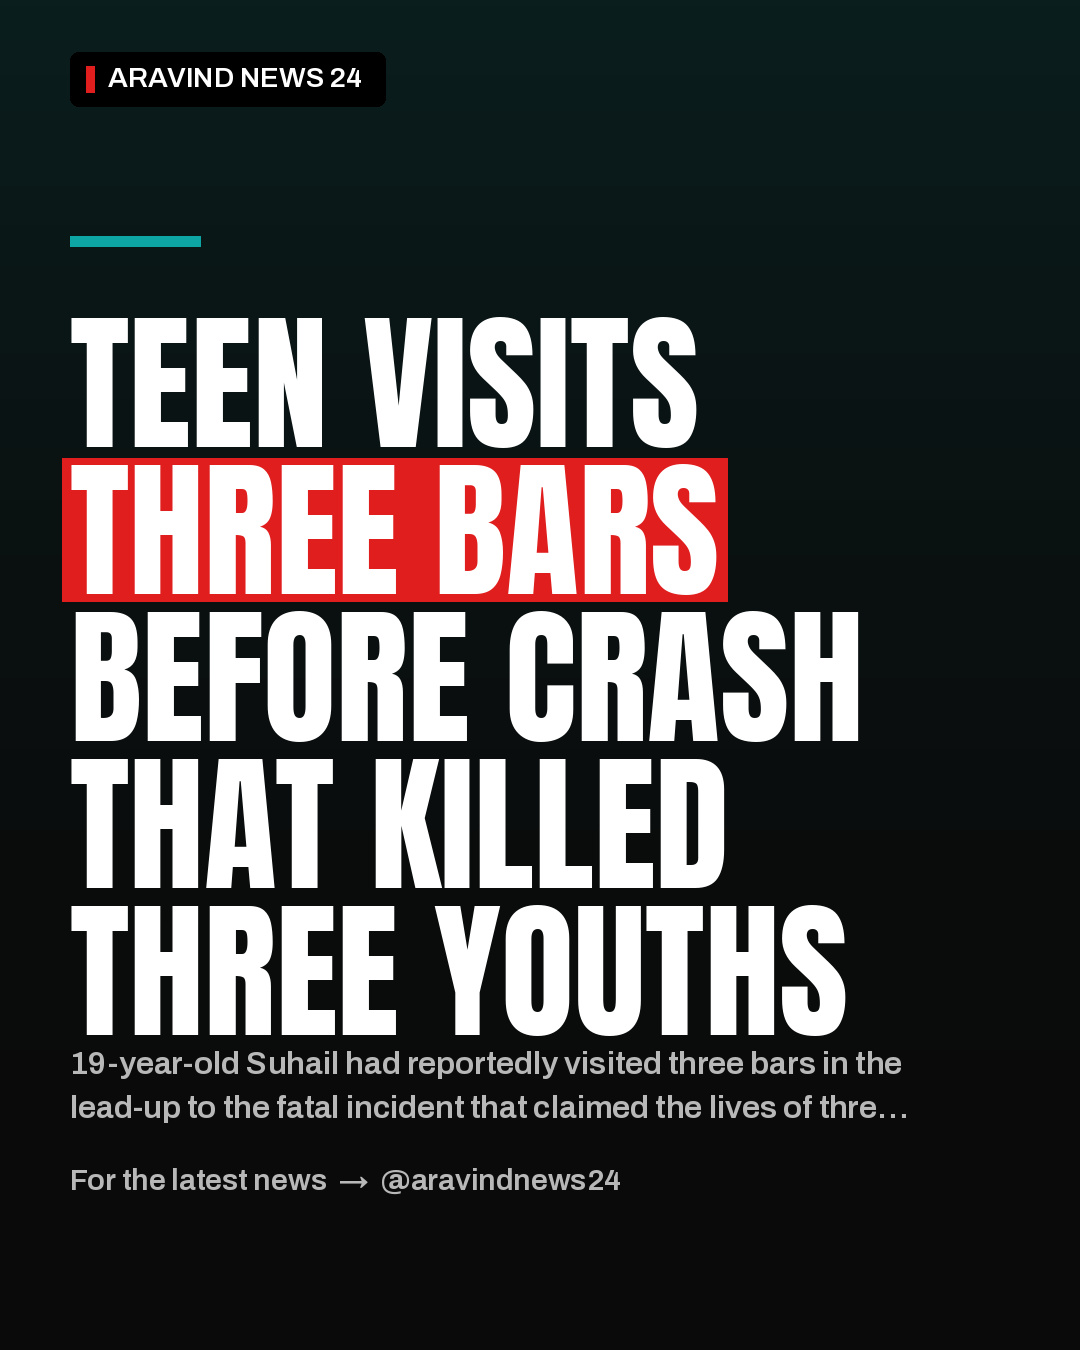 ARAVIND NEWS 24
TEEN VISITS
THREE BARS
BEFORE CRASH
THAT KILLED
THREE YOUTHS
19-year-old Suhail had reportedly visited three bars in the
lead-up to the fatal incident that claimed the lives of thre…
For the latest news → @aravindnews24